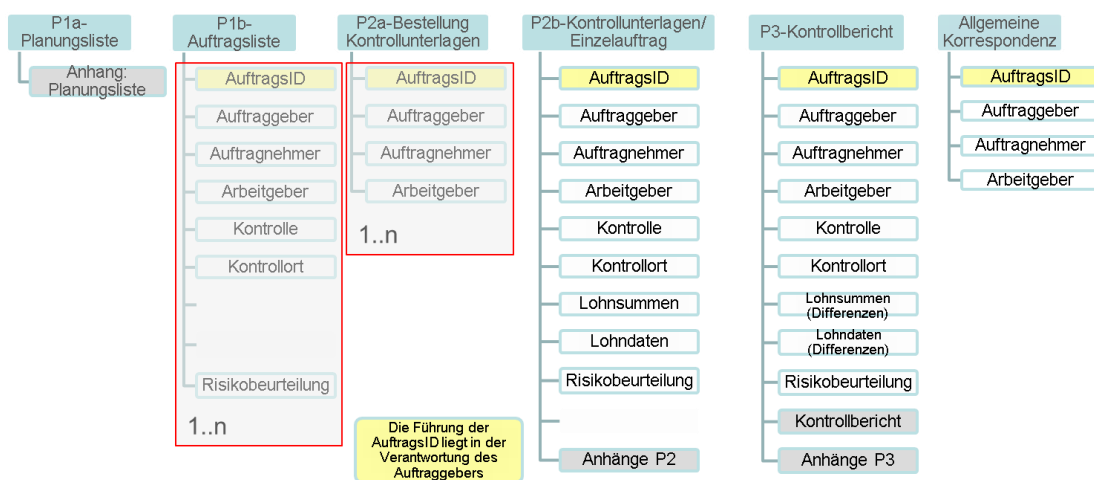 P1a-
Planungsliste
Anhang:
Planungsliste
P1b-
Auftragsliste
AuftragsID
Auftraggeber
Auftragnehmer
Arbeitgeber
Kontrolle
Kontrollort
Risikobeurteilung
1..n
P2a-Bestellung
Kontrollunterlagen
AuftragsID
Auftraggeber
Auftragnehmer
Arbeitgeber
1..n
Die Führung der
AuftragsID liegt in der
Verantwortung des
Auftraggebers
P2b-Kontrollunterlagen/
Einzelauftrag
AuftragsID
Auftraggeber
Auftragnehmer
Arbeitgeber
Kontrolle
Kontrollort
Lohnsummen
Lohndaten
Risikobeurteilung
Anhänge P2
P3-Kontrollbericht
AuftragsID
Auftraggeber
Auftragnehmer
Arbeitgeber
Kontrolle
Kontrollort
Lohnsummen
(Differenzen)
Lohndaten
(Differenzen)
Risikobeurteilung
Kontrollbericht
Anhänge P3
Allgemeine
Korrespondenz
AuftragsID
Auftraggeber
Auftragnehmer
Arbeitgeber